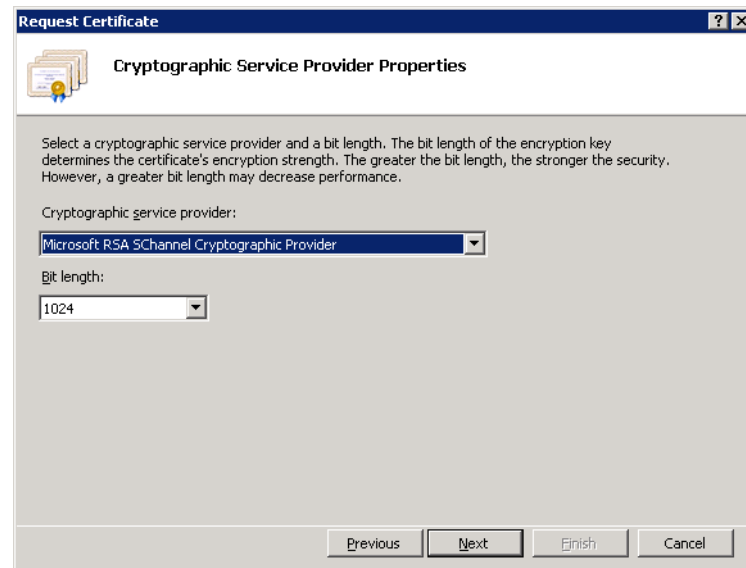 Request Certificate
Cryptographic Service Provider Properties
Select a cryptographic service provider and a bit length. The bit length of the encryption key
determines the certificate's encryption strength. The greater the bit length, the stronger the security.
However, a greater bit length may decrease performance.
Cryptographic service provider:
Microsoft RSA SChannel Cryptographic Provider
Bit length:
1024
Previous Next Finish Cancel